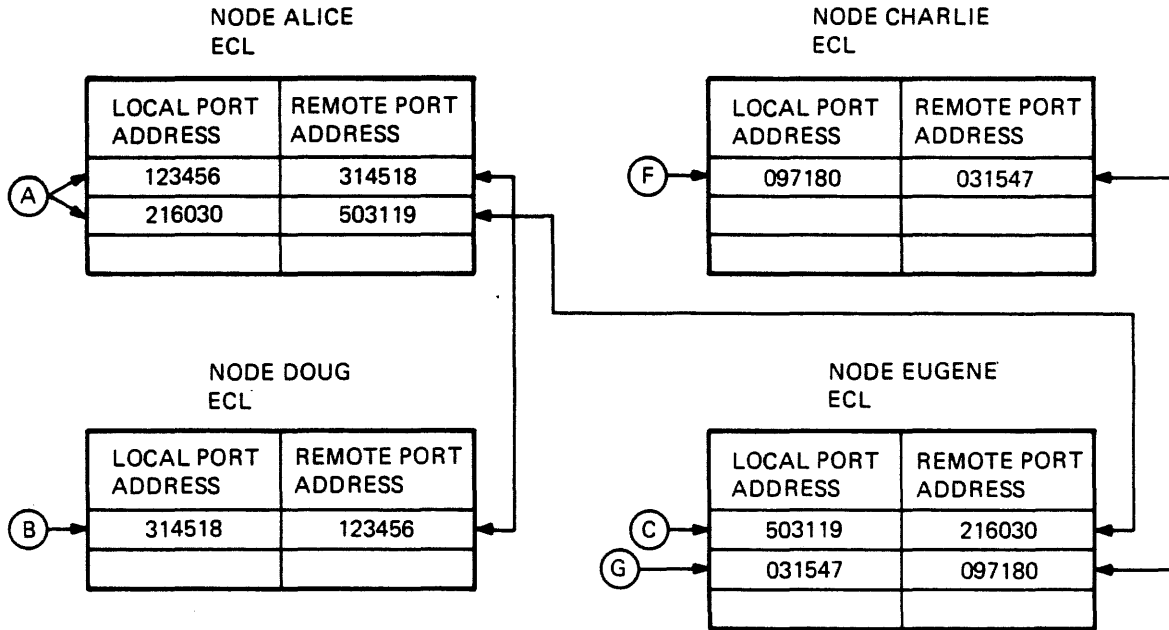 NODE ALICE
ECL
LOCAL PORT ADDRESS REMOTE PORT ADDRESS
A
123456 314518
216030 503119
NODE CHARLIE
ECL
LOCAL PORT ADDRESS REMOTE PORT ADDRESS
F
097180 031547
NODE DOUG
ECL
LOCAL PORT ADDRESS REMOTE PORT ADDRESS
B
314518 123456
NODE EUGENE
ECL
LOCAL PORT ADDRESS REMOTE PORT ADDRESS
C
503119 216030
G
031547 097180